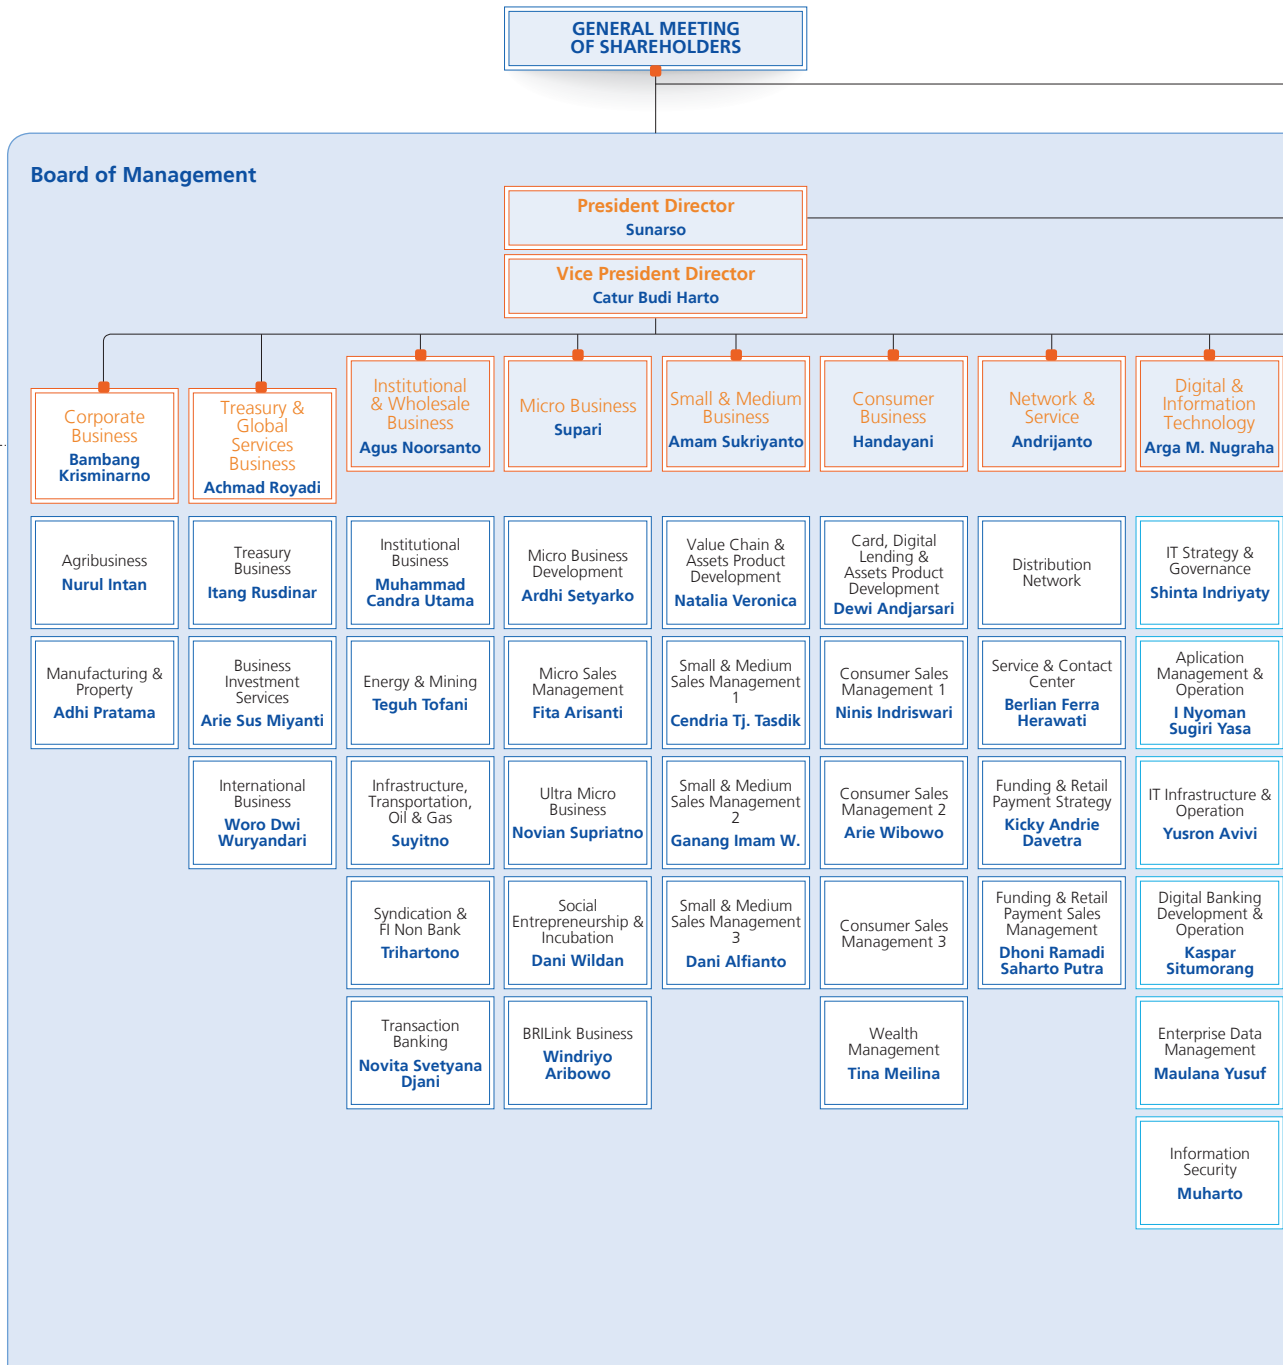 GENERAL MEETING
OF SHAREHOLDERS
Board of Management
President Director
Sunarso
Vice President Director
Catur Budi Harto
Corporate
Business
Bambang
Krisminarno
Treasury &
Global
Services
Business
Achmad Royadi
Institutional
& Wholesale
Business
Agus Noorsanto
Micro Business
Supari
Small & Medium
Business
Amam Sukriyanto
Consumer
Business
Handayani
Network &
Service
Andrijanto
Digital &
Information
Technology
Arga M. Nugraha
Agribusiness
Nurul Intan
Treasury
Business
Itang Rusdinar
Institutional
Business
Muhammad
Candra Utama
Micro Business
Development
Ardhi Setyarko
Value Chain &
Assets Product
Development
Natalia Veronica
Card, Digital
Lending &
Assets Product
Development
Dewi Andjarsari
Distribution
Network
IT Strategy &
Governance
Shinta Indriyaty
Manufacturing &
Property
Adhi Pratama
Business
Investment
Services
Arie Sus Miyanti
Energy & Mining
Teguh Tofani
Micro Sales
Management
Fita Arisanti
Small & Medium
Sales Management
1
Cendria Tj. Tasdik
Consumer Sales
Management 1
Ninis Indriswari
Service & Contact
Center
Berlian Ferra
Herawati
Aplication
Management &
Operation
I Nyoman
Sugiri Yasa
International
Business
Woro Dwi
Wuryandari
Infrastructure,
Transportation,
Oil & Gas
Suyitno
Ultra Micro
Business
Novian Supriatno
Small & Medium
Sales Management
2
Ganang Imam W.
Consumer Sales
Management 2
Arie Wibowo
Funding & Retail
Payment Strategy
Kicky Andrie
Davetra
IT Infrastructure &
Operation
Yusron Avivi
Syndication &
FI Non Bank
Trihartono
Social
Entrepreneurship &
Incubation
Dani Wildan
Small & Medium
Sales Management
3
Dani Alfianto
Consumer Sales
Management 3
Funding & Retail
Payment Sales
Management
Dhoni Ramadi
Saharto Putra
Digital Banking
Development &
Operation
Kaspar
Situmorang
Transaction
Banking
Novita Svetyana
Djani
BRILink Business
Windriyo
Aribowo
Wealth
Management
Tina Meilina
Enterprise Data
Management
Maulana Yusuf
Information
Security
Muharto